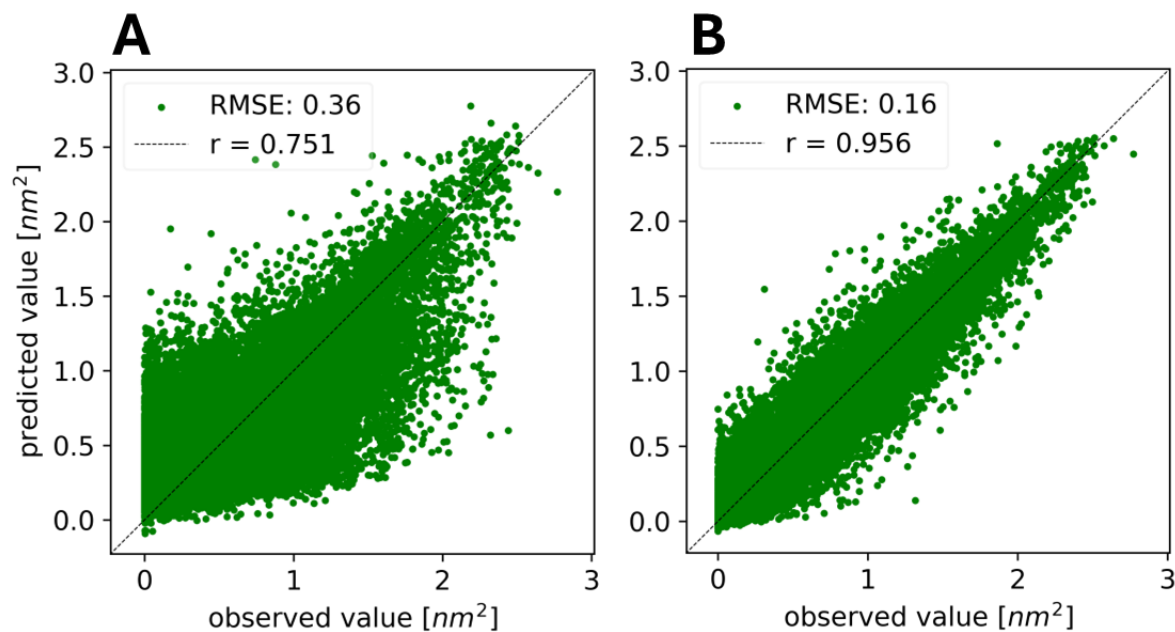 A
RMSE: 0.36
r = 0.751
3.0
2.5
2.0
1.5
1.0
0.5
0.0
predicted value [nm²]
0 1 2 3
observed value [nm²]
B
RMSE: 0.16
r = 0.956
3.0
2.5
2.0
1.5
1.0
0.5
0.0
0 1 2 3
observed value [nm²]